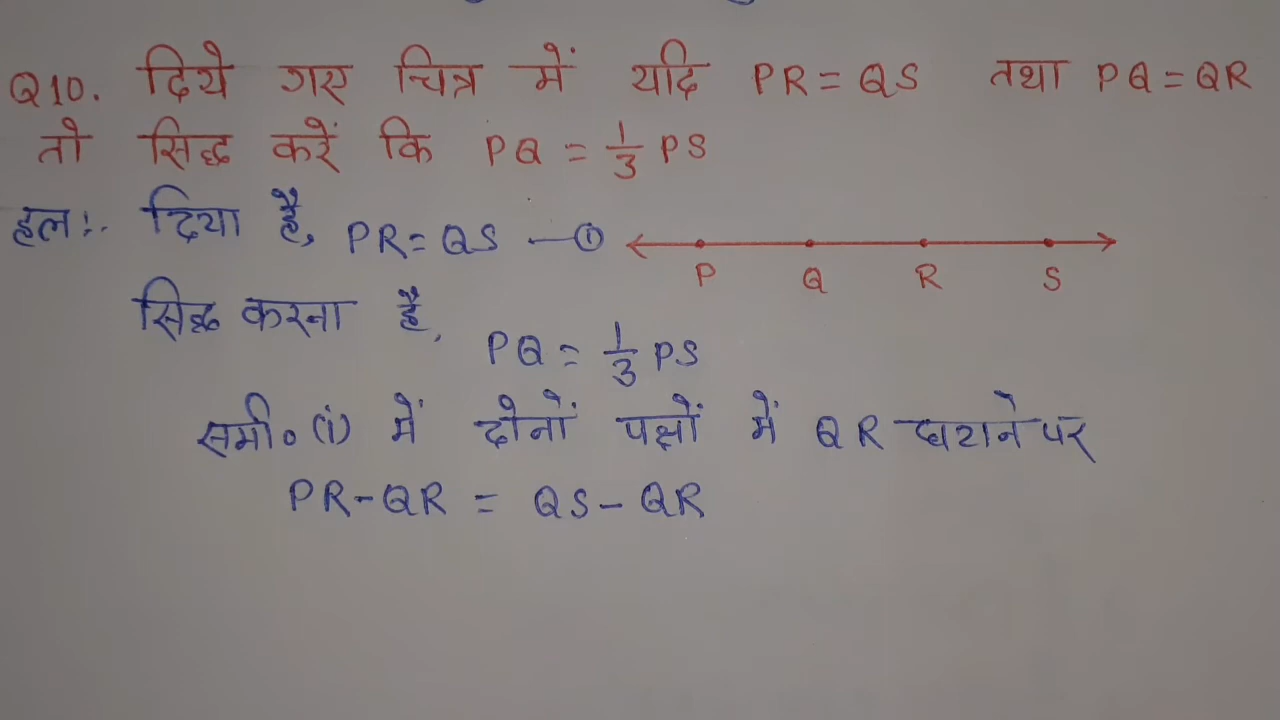 Q10. दिये गए चित्र में यदि PR = QS तथा PQ = QR
तो सिद्ध करें कि PQ = 1/3 PS
हल:. दिया है, PR = QS —①
P Q R S
सिद्ध करना है,
PQ = 1/3 PS
समी० (i) में दोनों पक्षों में QR घटाने पर
PR - QR = QS - QR